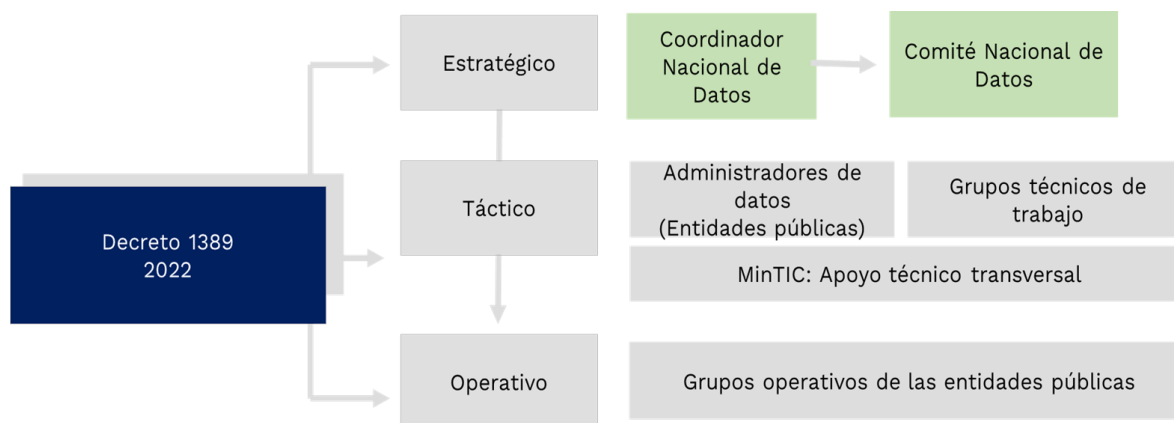 Estratégico
Coordinador
Nacional de
Datos
Comité Nacional de
Datos
Decreto 1389
2022
Táctico
Administradores de
datos
(Entidades públicas)
Grupos técnicos de
trabajo
MinTIC: Apoyo técnico transversal
Operativo
Grupos operativos de las entidades públicas